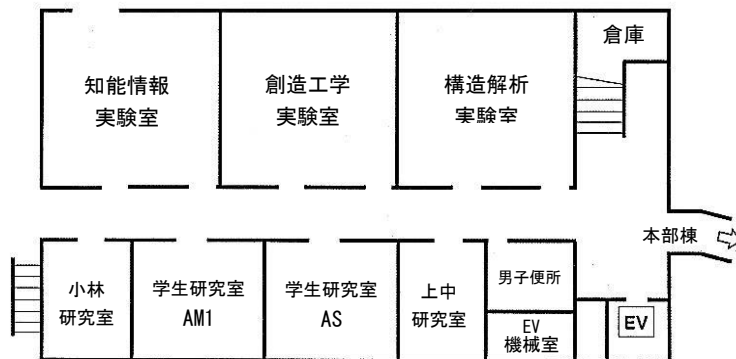 倉庫
知能情報
実験室
創造工学
実験室
構造解析
実験室
本部棟
小林
研究室
学生研究室
AM1
学生研究室
AS
上中
研究室
男子便所
EV
機械室
EV